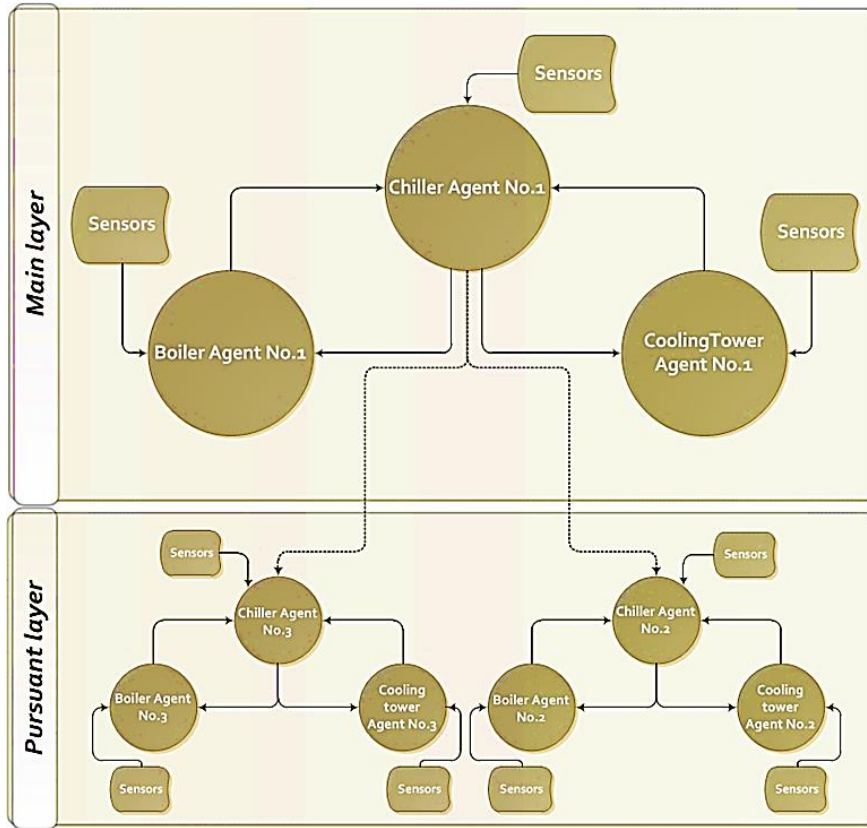 Main layer
Sensors
Chiller Agent No.1
Sensors
Sensors
Boiler Agent No.1
CoolingTower
Agent No.1
Pursuant layer
Sensors
Chiller Agent
No.3
Boiler Agent
No.3
Cooling
tower
Agent No.3
Sensors
Sensors
Sensors
Chiller Agent
No.2
Boiler Agent
No.2
Cooling
tower
Agent No.2
Sensors
Sensors